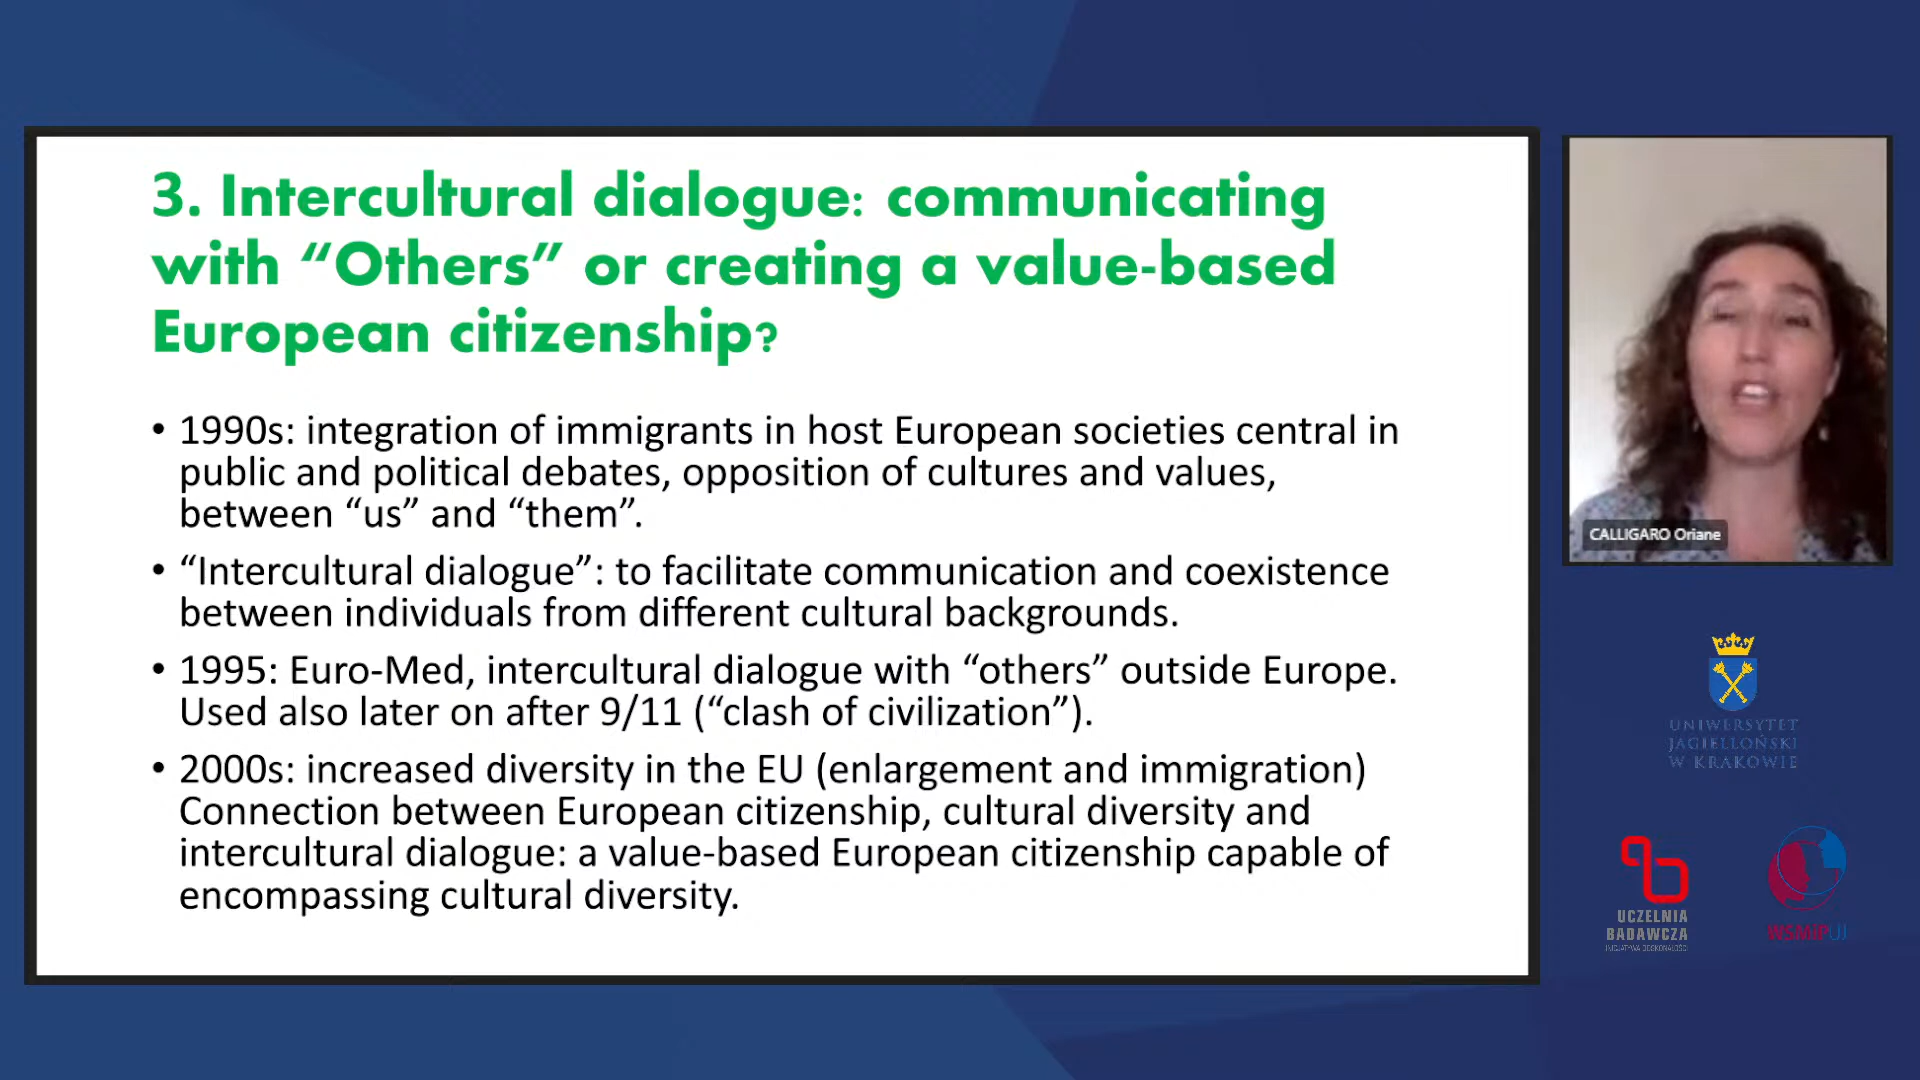 3. Intercultural dialogue: communicating
with “Others” or creating a value-based
European citizenship?
• 1990s: integration of immigrants in host European societies central in
public and political debates, opposition of cultures and values,
between “us” and “them”.
• “Intercultural dialogue”: to facilitate communication and coexistence
between individuals from different cultural backgrounds.
• 1995: Euro-Med, intercultural dialogue with “others” outside Europe.
Used also later on after 9/11 (“clash of civilization”).
• 2000s: increased diversity in the EU (enlargement and immigration)
Connection between European citizenship, cultural diversity and
intercultural dialogue: a value-based European citizenship capable of
encompassing cultural diversity.
CALLIGARO Oriane
UNIWERSYTET
JAGIELLOŃSKI
W KRAKOWIE
UCZELNIA
BADAWCZA
INICJATYWA DOSKONAŁOŚCI
WSMiPUJ